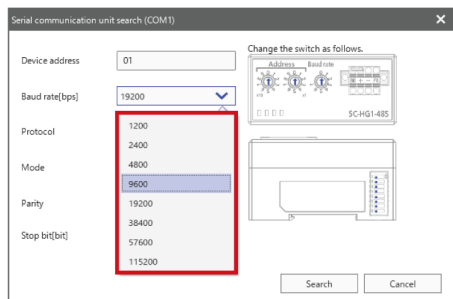 Serial communication unit search (COM1)
Device address
01
Baud rate[bps]
19200
1200
2400
4800
9600
19200
38400
57600
115200
Protocol
Mode
Parity
Stop bit[bit]
Change the switch as follows.
Address
Baud rate
SC-HG1-485
Search
Cancel